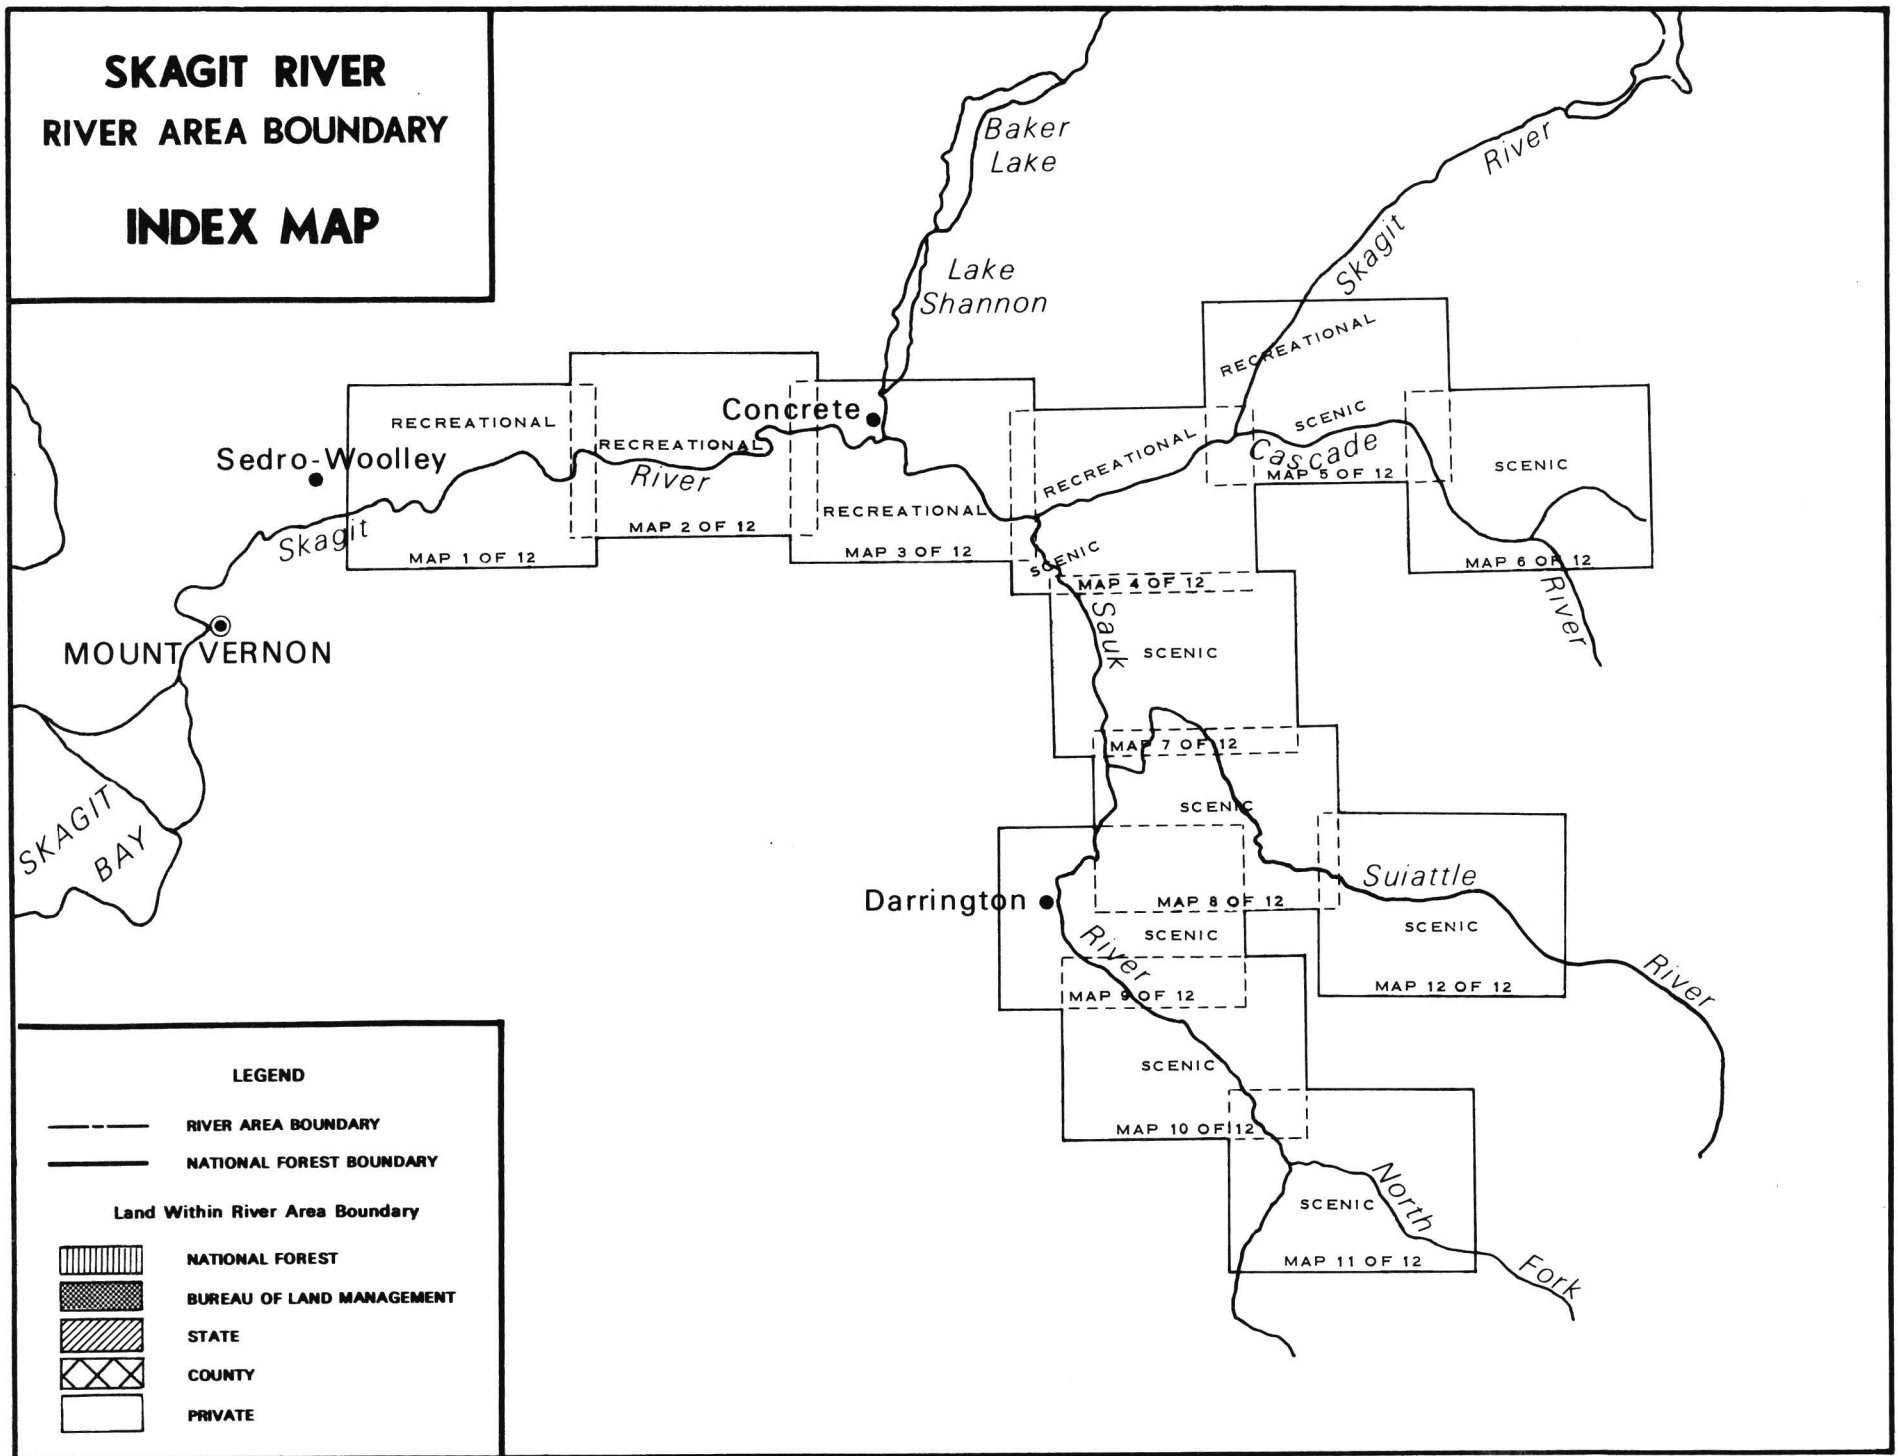 SKAGIT RIVER
RIVER AREA BOUNDARY
INDEX MAP
Baker
Lake
Lake
Shannon
River
Skagit
RECREATIONAL
RECREATIONAL
Concrete
RECREATIONAL
SCENIC
Cascade
MAP 5 OF 12
SCENIC
Sedro-Woolley
RECREATIONAL
River
RECREATIONAL
RECREATIONAL
MAP 2 OF 12
Skagit
MAP 1 OF 12
MAP 3 OF 12
SCENIC
MAP 4 OF 12
MAP 6 OF 12
River
MOUNT VERNON
Sauk
SCENIC
MAP 7 OF 12
SKAGIT
BAY
SCENIC
Darrington
MAP 8 OF 12
Suiattle
SCENIC
River
SCENIC
MAP 9 OF 12
MAP 12 OF 12
River
SCENIC
MAP 10 OF 12
North
SCENIC
MAP 11 OF 12
Fork
LEGEND
RIVER AREA BOUNDARY
NATIONAL FOREST BOUNDARY
Land Within River Area Boundary
NATIONAL FOREST
BUREAU OF LAND MANAGEMENT
STATE
COUNTY
PRIVATE